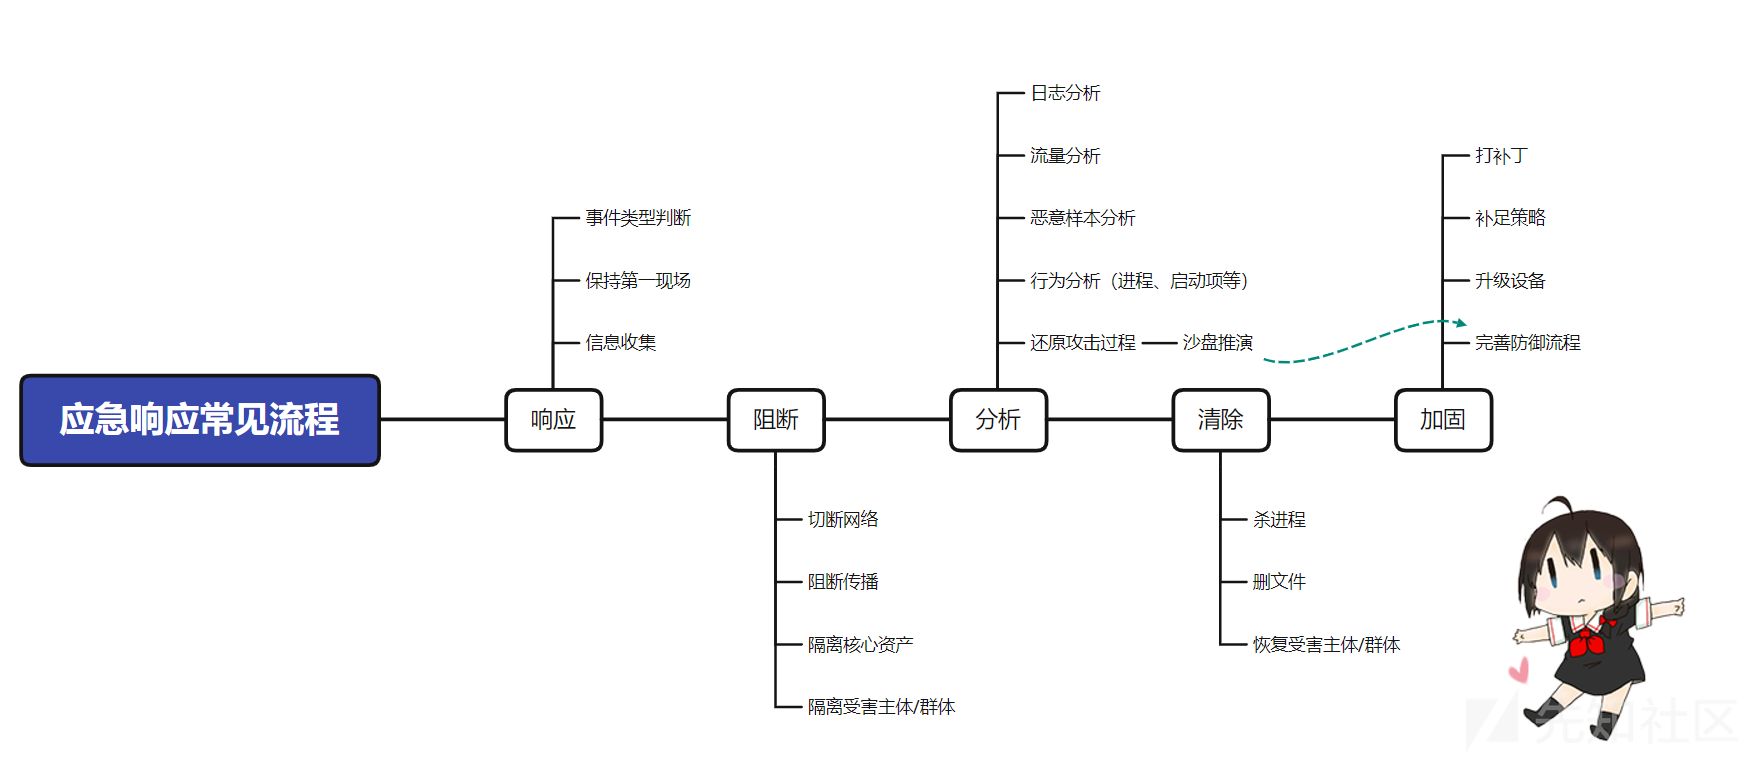 应急响应常见流程
响应
事件类型判断
保持第一现场
信息收集
阻断
切断网络
阻断传播
隔离核心资产
隔离受害主体/群体
分析
日志分析
流量分析
恶意样本分析
行为分析（进程、启动项等）
还原攻击过程
沙盘推演
清除
杀进程
删文件
恢复受害主体/群体
加固
打补丁
补足策略
升级设备
完善防御流程
先知社区